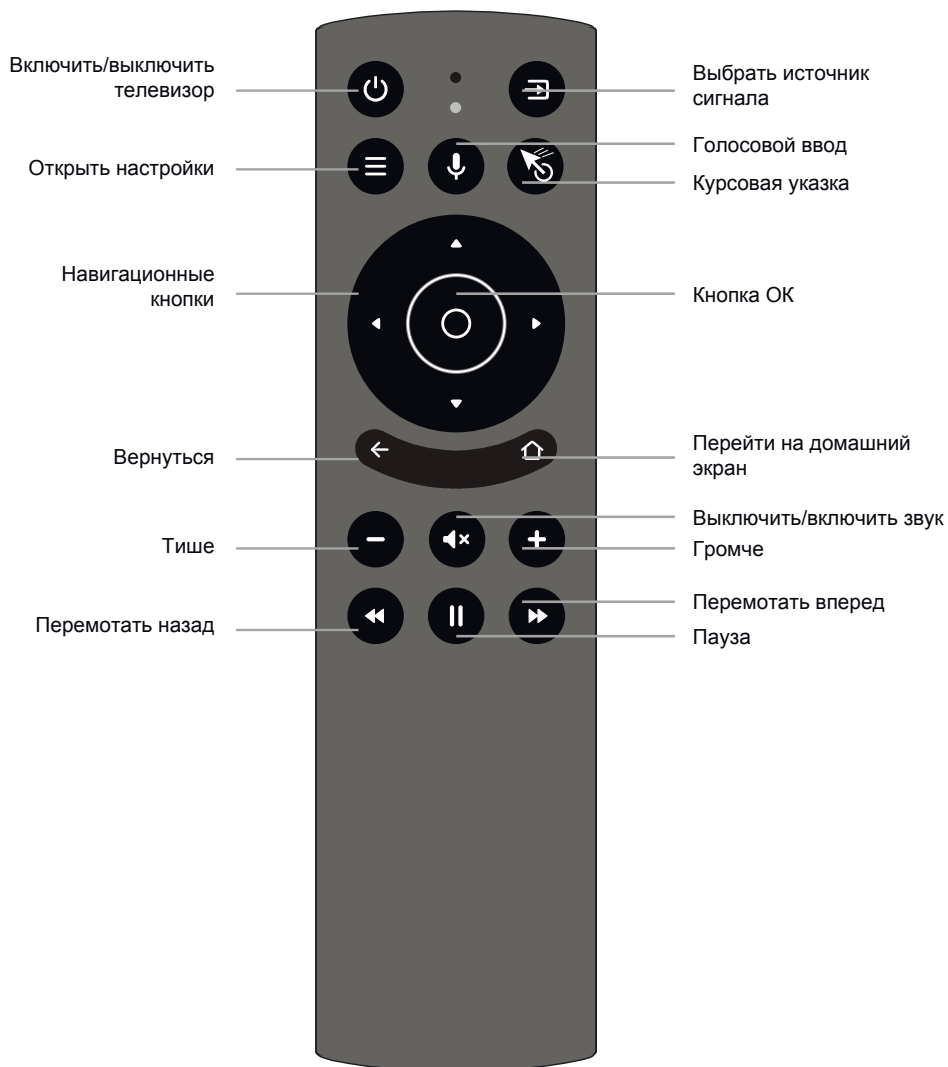 Включить/выключить
телевизор
Выбрать источник
сигнала
Голосовой ввод
Открыть настройки
Курсовая указка
Навигационные
кнопки
Кнопка ОК
Вернуться
Перейти на домашний
экран
Выключить/включить звук
Тише
Громче
Перемотать вперед
Перемотать назад
Пауза